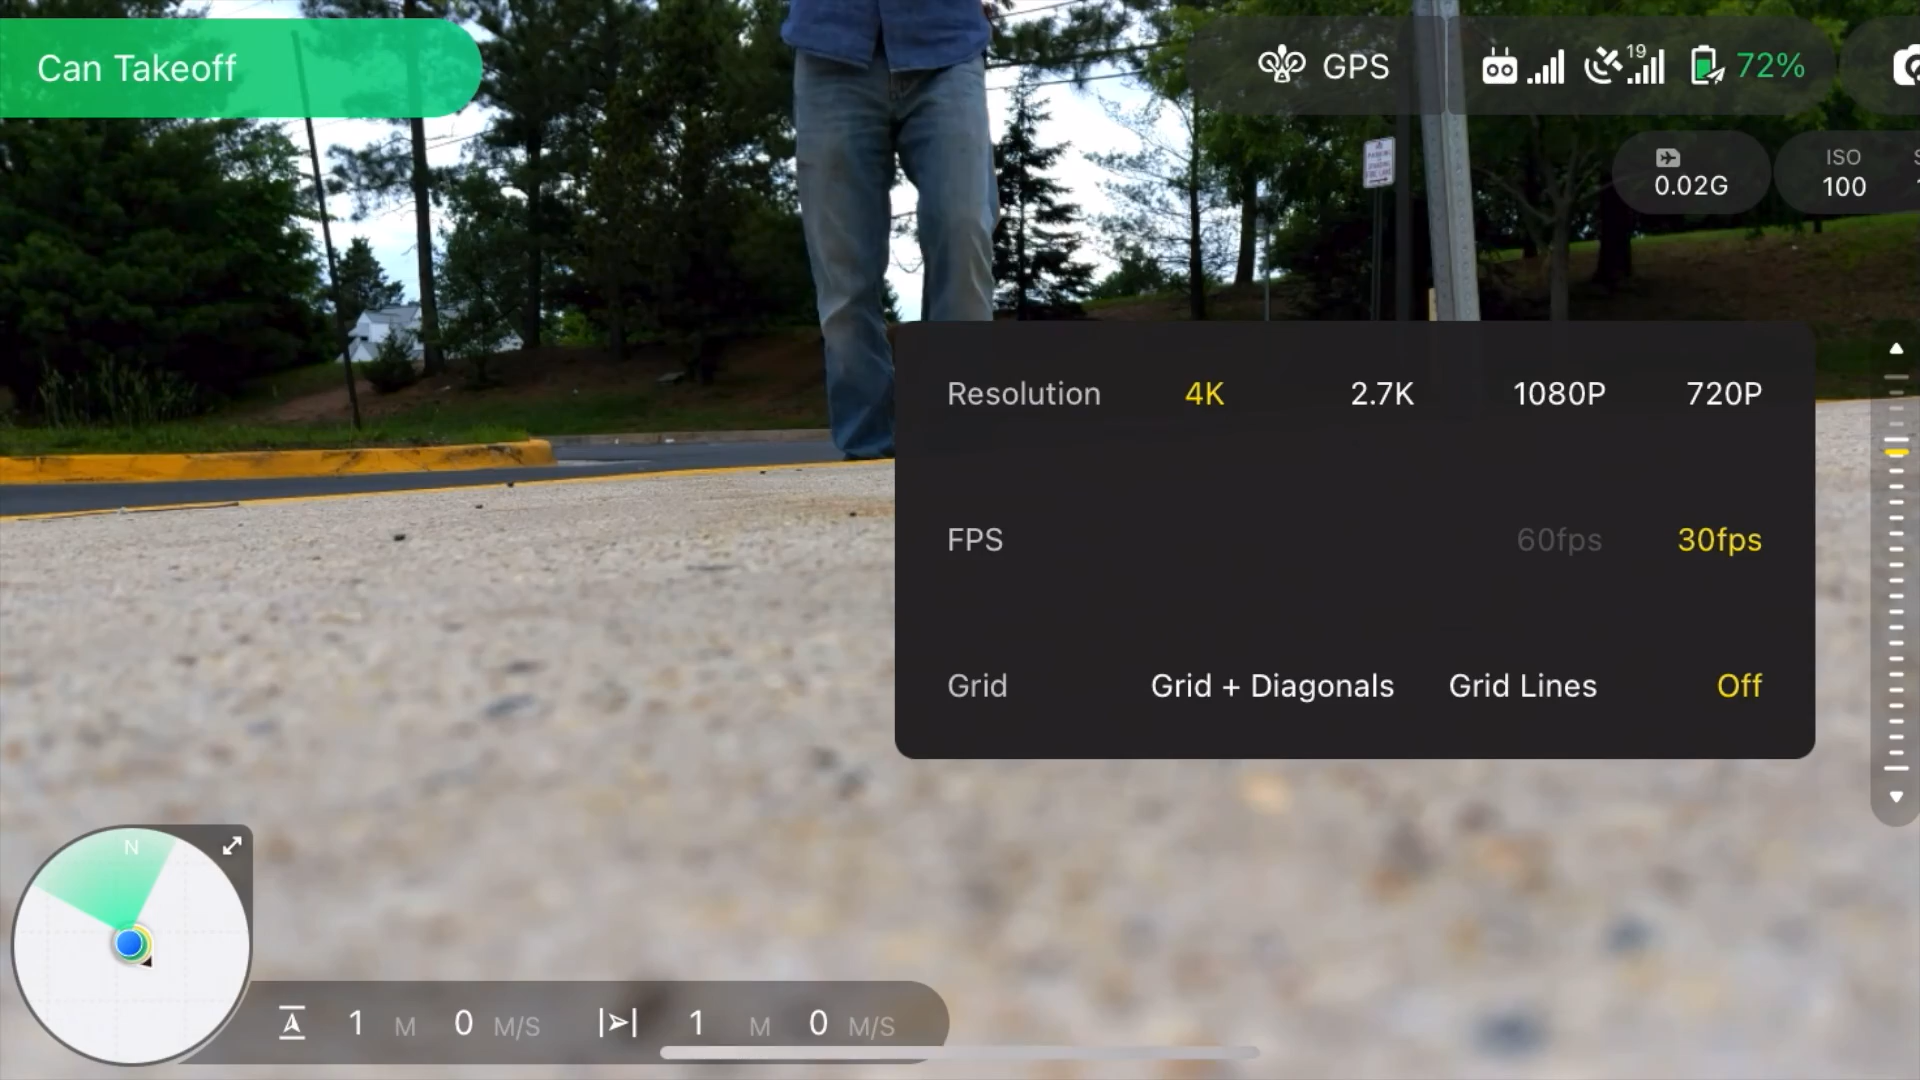 Can Takeoff
GPS
19
72%
0.02G
ISO
100
Resolution 4K 2.7K 1080P 720P
FPS 60fps 30fps
Grid Grid + Diagonals Grid Lines Off
N
1 M 0 M/S 1 M 0 M/S